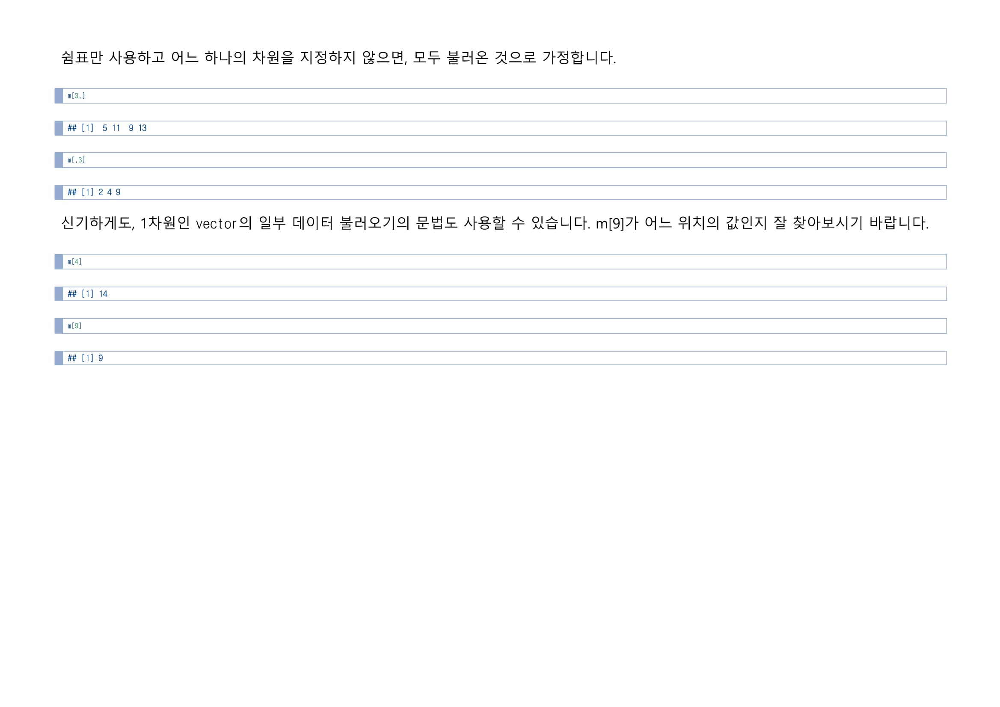 쉼표만 사용하고 어느 하나의 차원을 지정하지 않으면, 모두 불러온 것으로 가정합니다.
m[3,]
## [1]  5 11  9 13
m[,3]
## [1] 2 4 9
신기하게도, 1차원인 vector의 일부 데이터 불러오기의 문법도 사용할 수 있습니다. m[9]가 어느 위치의 값인지 잘 찾아보시기 바랍니다.
m[4]
## [1] 14
m[9]
## [1] 9